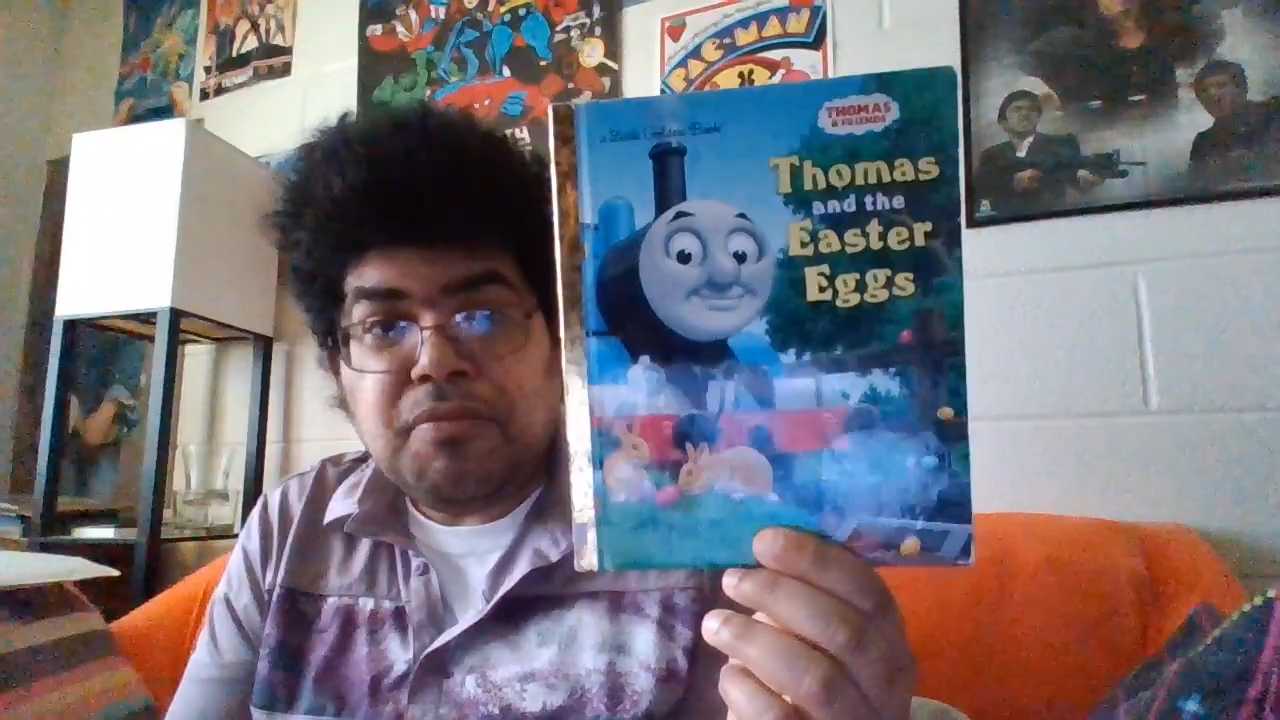 PAC-MAN
a Little Golden Book
THOMAS
& FRIENDS
Thomas
and the
Easter
Eggs